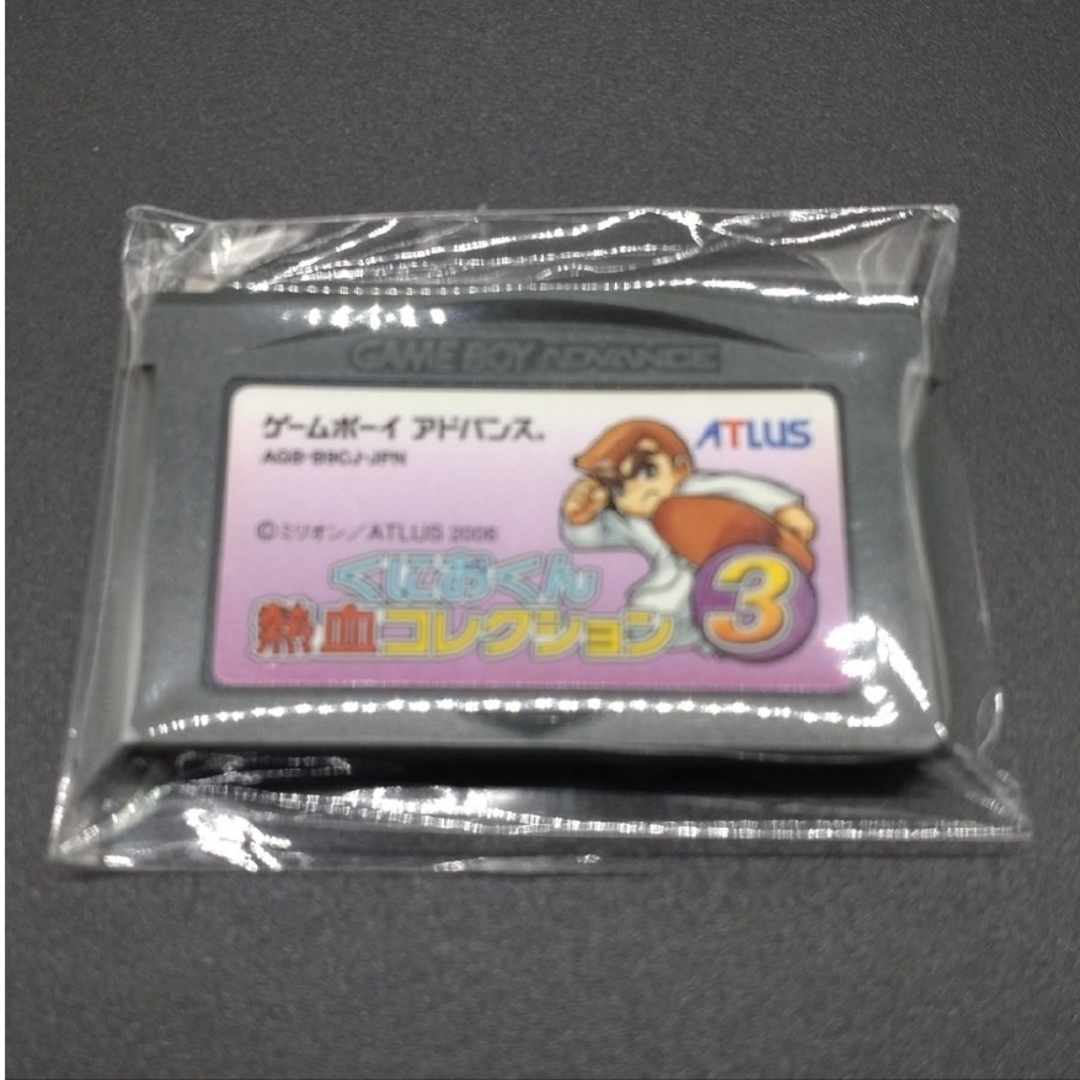 GAME BOY ADVANCE
ゲームボーイ アドバンス®
ATLUS
AGB-B9CJ-JPN
©ミリオン/ATLUS 2006
くにおくん
熱血コレクション3